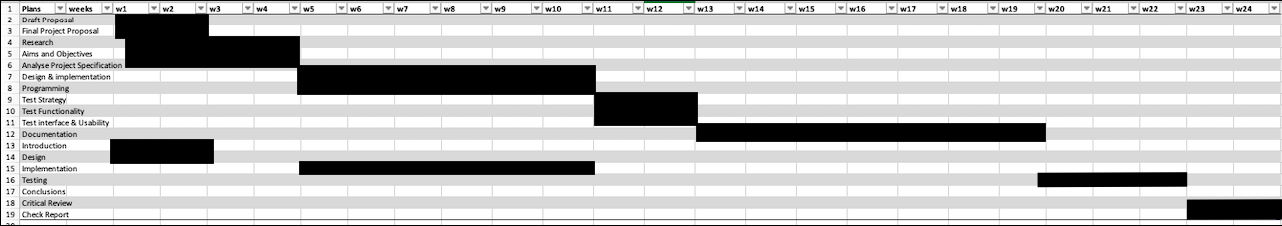 1 Plans weeks w1 w2 w3 w4 w5 w6 w7 w8 w9 w10 w11 w12 w13 w14 w15 w16 w17 w18 w19 w20 w21 w22 w23 w24
2 Draft Proposal
3 Final Project Proposal
4 Research
5 Aims and Objectives
6 Analyse Project Specification
7 Design & implementation
8 Programming
9 Test Strategy
10 Test Functionality
11 Test interface & Usability
12 Documentation
13 Introduction
14 Design
15 Implementation
16 Testing
17 Conclusions
18 Critical Review
19 Check Report